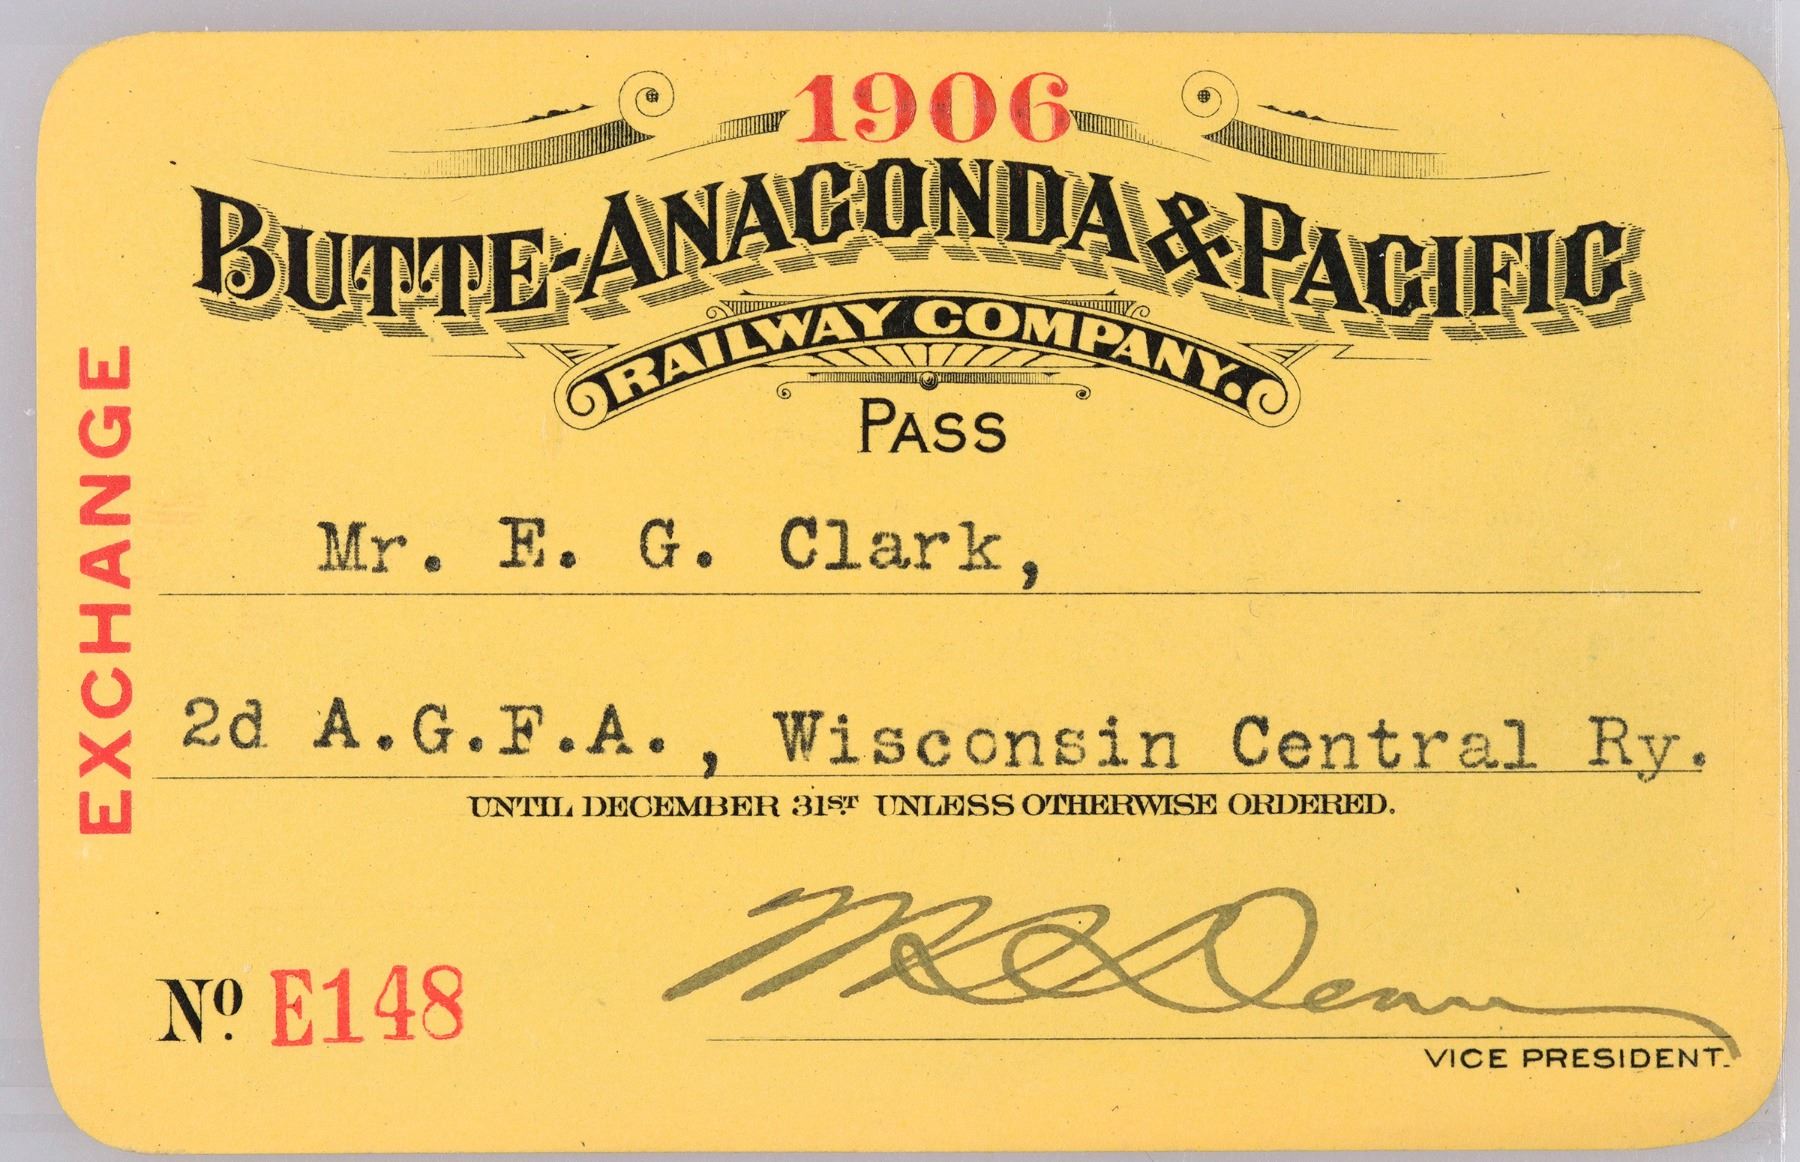 1906
BUTTE-ANACONDA & PACIFIC
RAILWAY COMPANY.
PASS
EXCHANGE
Mr. E. G. Clark,
2d A.G.F.A., Wisconsin Central Ry.
UNTIL DECEMBER 31ST UNLESS OTHERWISE ORDERED.
No. E148
VICE PRESIDENT.